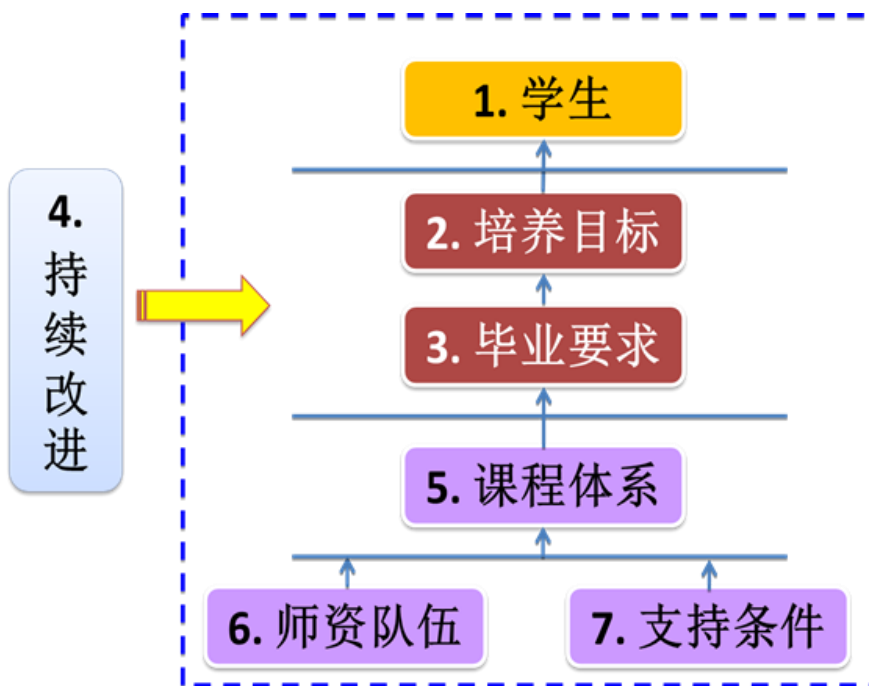 1. 学生
2. 培养目标
3. 毕业要求
4.
持
续
改
进
5. 课程体系
6. 师资队伍
7. 支持条件